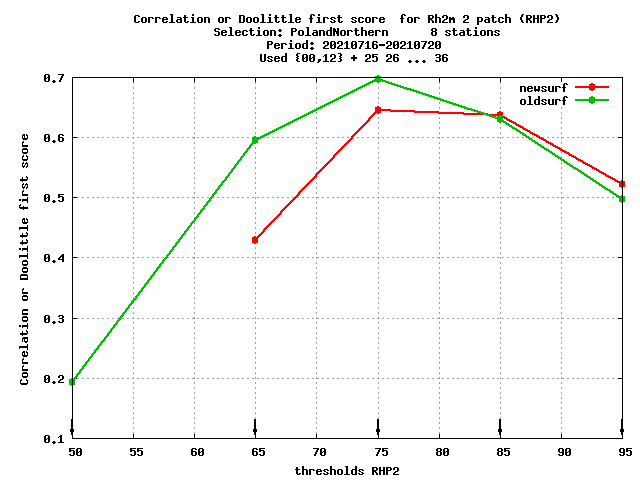 Correlation or Doolittle first score  for Rh2m 2 patch (RHP2)
Selection: PolandNorthern      8 stations
Period: 20210716-20210720
Used {00,12} + 25 26 ... 36
newsurf
oldsurf
Correlation or Doolittle first score
0.7
0.6
0.5
0.4
0.3
0.2
0.1
50 55 60 65 70 75 80 85 90 95
thresholds RHP2